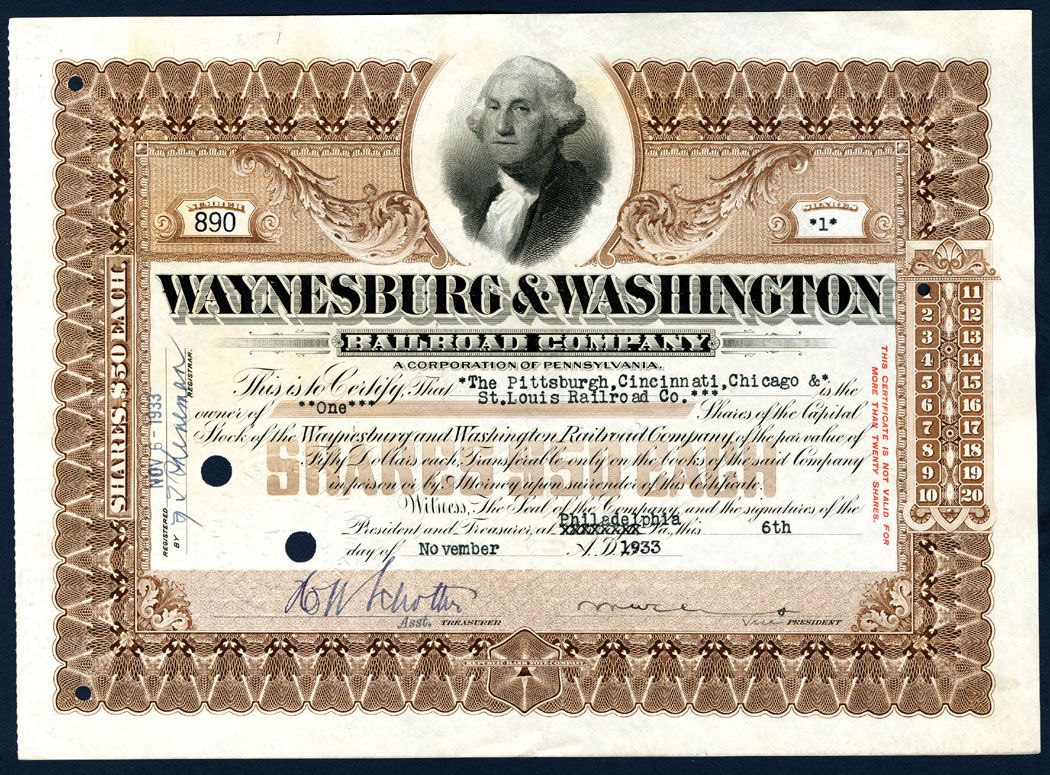 NUMBER
890
SHARES
*1*
WAYNESBURG & WASHINGTON
RAILROAD COMPANY
A CORPORATION OF PENNSYLVANIA.
This is to Certify, That *The Pittsburgh, Cincinnati, Chicago &* is the
St. Louis Railroad Co.***
owner of **One*** Shares of the Capital
Stock of the Waynesburg and Washington Railroad Company of the par value of
Fifty Dollars each, Transferable only on the books of the said Company
in person or by Attorney upon surrender of this certificate.
Witness, The Seal of the Company and the signatures of the
President and Treasurer, at Philadelphia xxxxxxxxx Pa., this 6th
day of November A.D. 1933
SHARES $50 EACH
SHARES, $50 EACH.
REGISTERED NOV 6 1933
BY
REGISTRAR.
1 11
2 12
3 13
4 14
5 15
6 16
7 17
8 18
9 19
10 20
THIS CERTIFICATE IS NOT VALID FOR
MORE THAN TWENTY SHARES.
Asst. TREASURER
Vice PRESIDENT
REPUBLIC BANK NOTE COMPANY